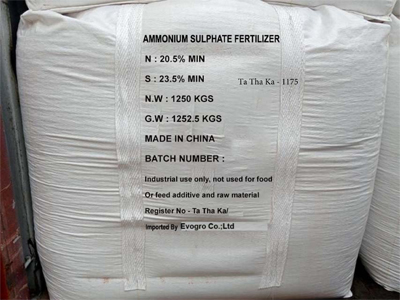 AMMONIUM SULPHATE FERTILIZER
N : 20.5% MIN
S : 23.5% MIN
Ta Tha Ka - 1175
N.W : 1250 KGS
G.W : 1252.5 KGS
MADE IN CHINA
BATCH NUMBER :
Industrial use only, not used for food
Or feed additive and raw material
Register No - Ta Tha Ka/
Imported By Evogro Co.;Ltd